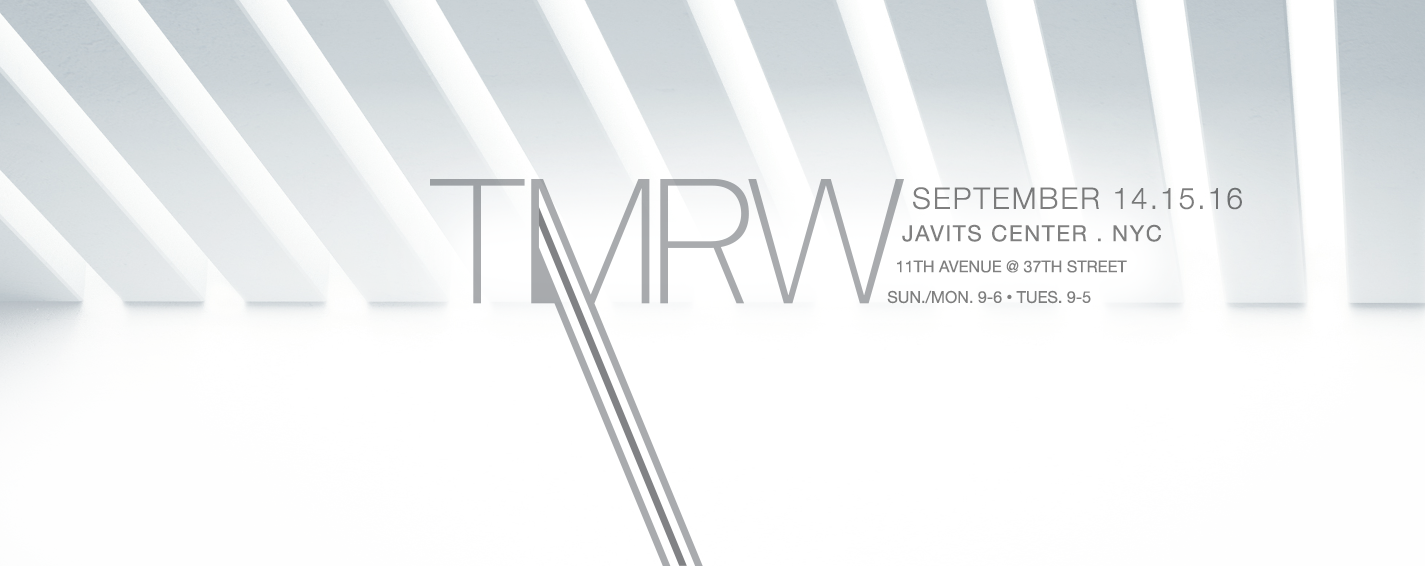 TMRW
SEPTEMBER 14.15.16
JAVITS CENTER . NYC
11TH AVENUE @ 37TH STREET
SUN./MON. 9-6 • TUES. 9-5